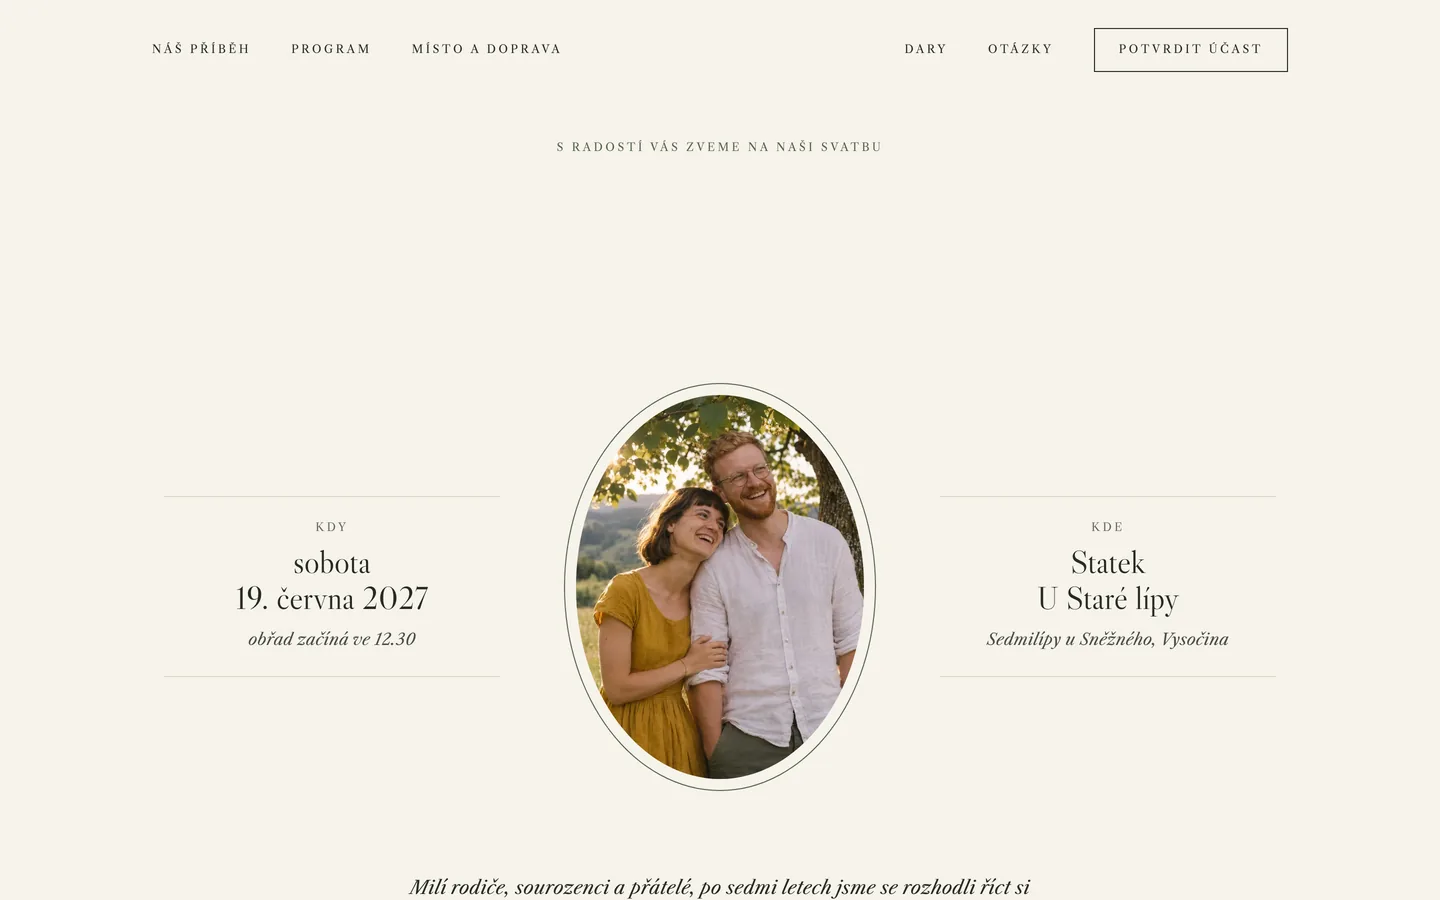 NÁŠ PŘÍBĚH
PROGRAM
MÍSTO A DOPRAVA
DARY
OTÁZKY
POTVRDIT ÚČAST
S RADOSTÍ VÁS ZVEME NA NAŠI SVATBU
KDY
sobota
19. června 2027
obřad začíná ve 12.30
KDE
Statek
U Staré lípy
Sedmilípy u Sněžného, Vysočina
Milí rodiče, sourozenci a přátelé, po sedmi letech jsme se rozhodli říct si